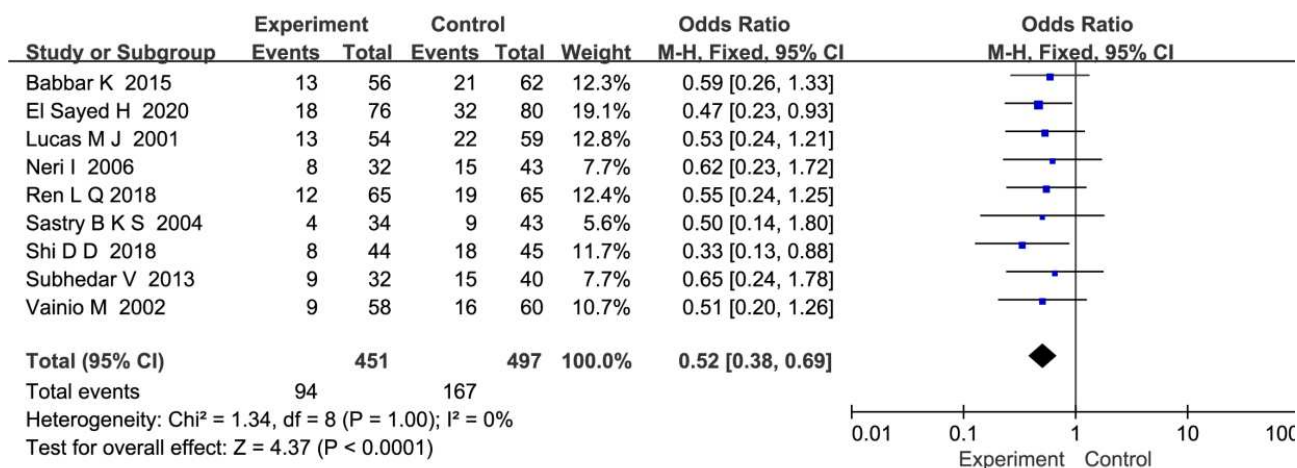 Experiment Control Odds Ratio Odds Ratio
Study or Subgroup Events Total Events Total Weight M-H, Fixed, 95% CI M-H, Fixed, 95% CI
Babbar K 2015 13 56 21 62 12.3% 0.59 [0.26, 1.33]
El Sayed H 2020 18 76 32 80 19.1% 0.47 [0.23, 0.93]
Lucas M J 2001 13 54 22 59 12.8% 0.53 [0.24, 1.21]
Neri I 2006 8 32 15 43 7.7% 0.62 [0.23, 1.72]
Ren L Q 2018 12 65 19 65 12.4% 0.55 [0.24, 1.25]
Sastry B K S 2004 4 34 9 43 5.6% 0.50 [0.14, 1.80]
Shi D D 2018 8 44 18 45 11.7% 0.33 [0.13, 0.88]
Subhedar V 2013 9 32 15 40 7.7% 0.65 [0.24, 1.78]
Vainio M 2002 9 58 16 60 10.7% 0.51 [0.20, 1.26]
Total (95% CI) 451 497 100.0% 0.52 [0.38, 0.69]
Total events 94 167
Heterogeneity: Chi² = 1.34, df = 8 (P = 1.00); I² = 0%
Test for overall effect: Z = 4.37 (P < 0.0001)
0.01 0.1 1 10 100
Experiment Control